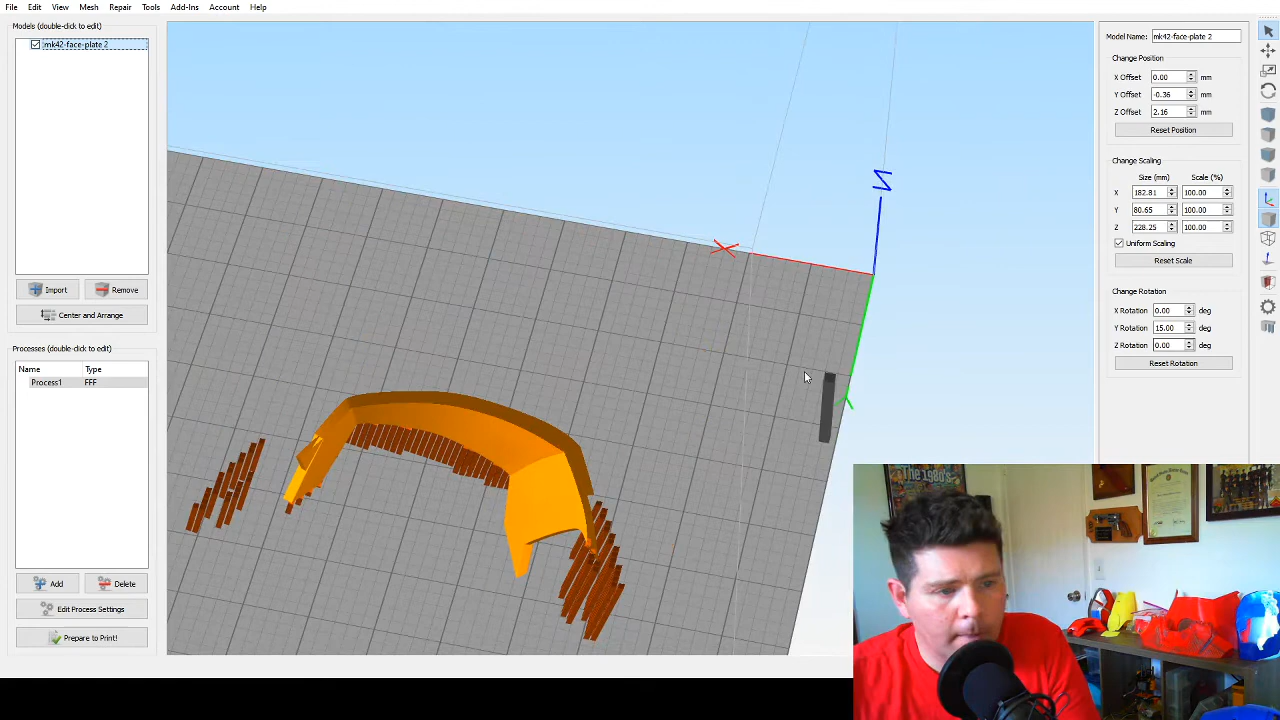 File Edit View Mesh Repair Tools Add-Ins Account Help
Models (double-click to edit)
mk42-face-plate 2
Import Remove
Center and Arrange
Processes (double-click to edit)
Name Type
Process1 FFF
Add Delete
Edit Process Settings
Prepare to Print!
X
Z
Y
Model Name: mk42-face-plate 2
Change Position
X Offset 0.00 mm
Y Offset -0.36 mm
Z Offset 2.16 mm
Reset Position
Change Scaling
Size (mm) Scale (%)
X 182.81 100.00
Y 80.65 100.00
Z 228.25 100.00
Uniform Scaling
Reset Scale
Change Rotation
X Rotation 0.00 deg
Y Rotation 15.00 deg
Z Rotation 0.00 deg
Reset Rotation
The 1980's